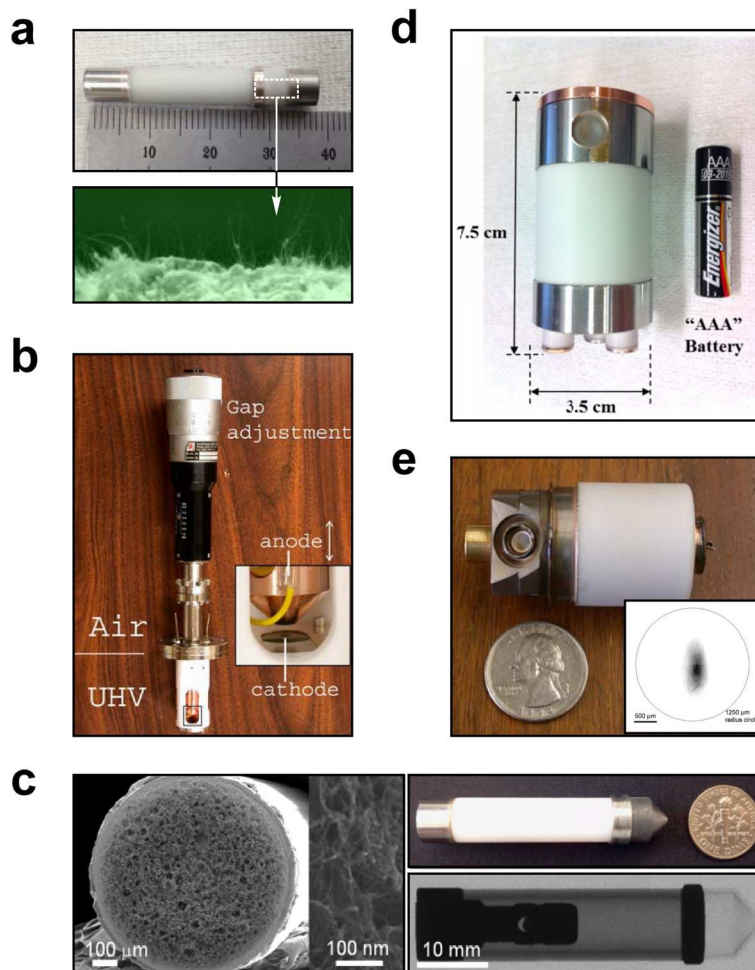 a
10
20
30
40
b
Gap
adjustment
anode
Air
UHV
cathode
c
100 μm
100 nm
10 mm
d
7.5 cm
AAA
Energizer
"AAA"
Battery
3.5 cm
e
500 μm
1250 μm
radius circl